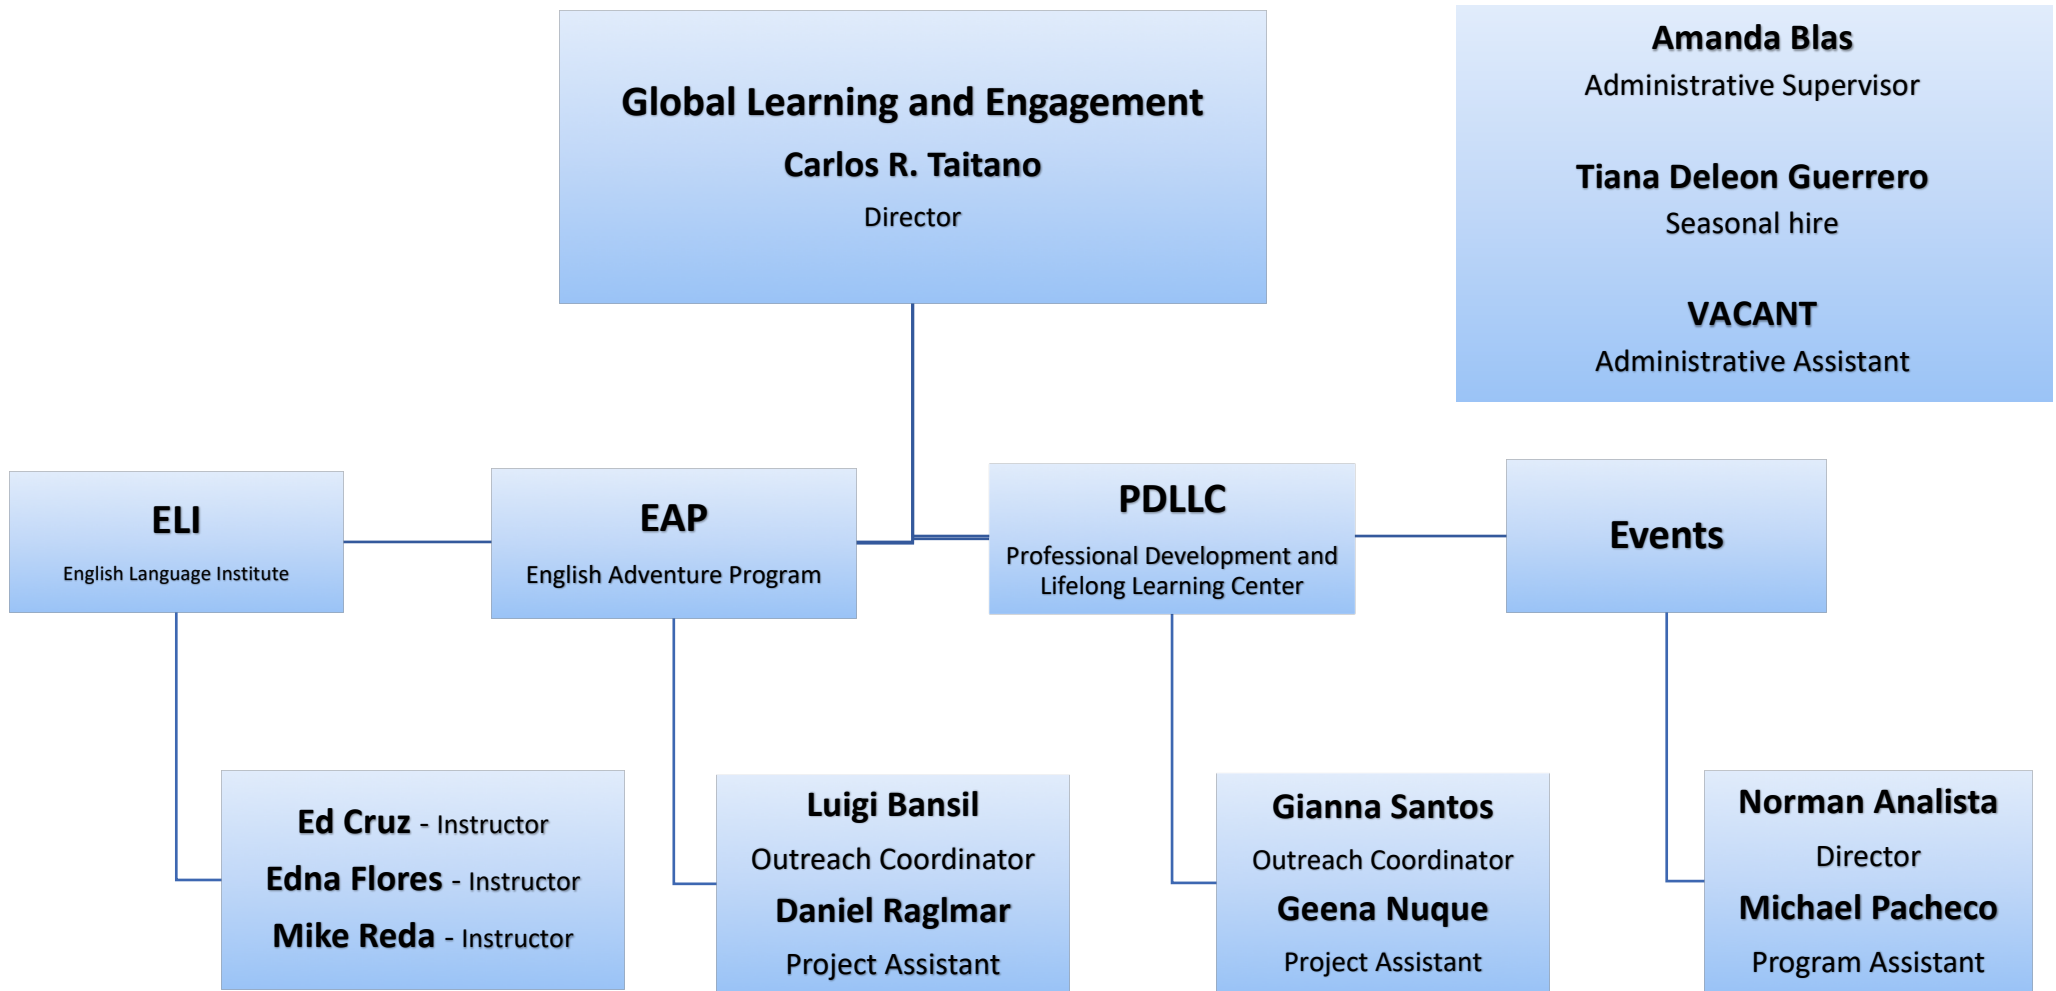 Global Learning and Engagement
Carlos R. Taitano
Director
Amanda Blas
Administrative Supervisor
Tiana Deleon Guerrero
Seasonal hire
VACANT
Administrative Assistant
ELI
English Language Institute
EAP
English Adventure Program
PDLLC
Professional Development and
Lifelong Learning Center
Events
Ed Cruz - Instructor
Edna Flores - Instructor
Mike Reda - Instructor
Luigi Bansil
Outreach Coordinator
Daniel Raglmar
Project Assistant
Gianna Santos
Outreach Coordinator
Geena Nuque
Project Assistant
Norman Analista
Director
Michael Pacheco
Program Assistant